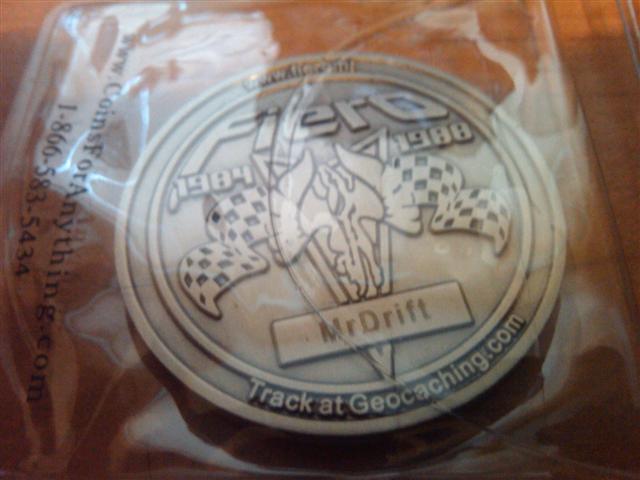 Fiero
1984 1988
MrDrift
Track at Geocaching.com
www.CoinsForAnything.com
1-866-583-5434